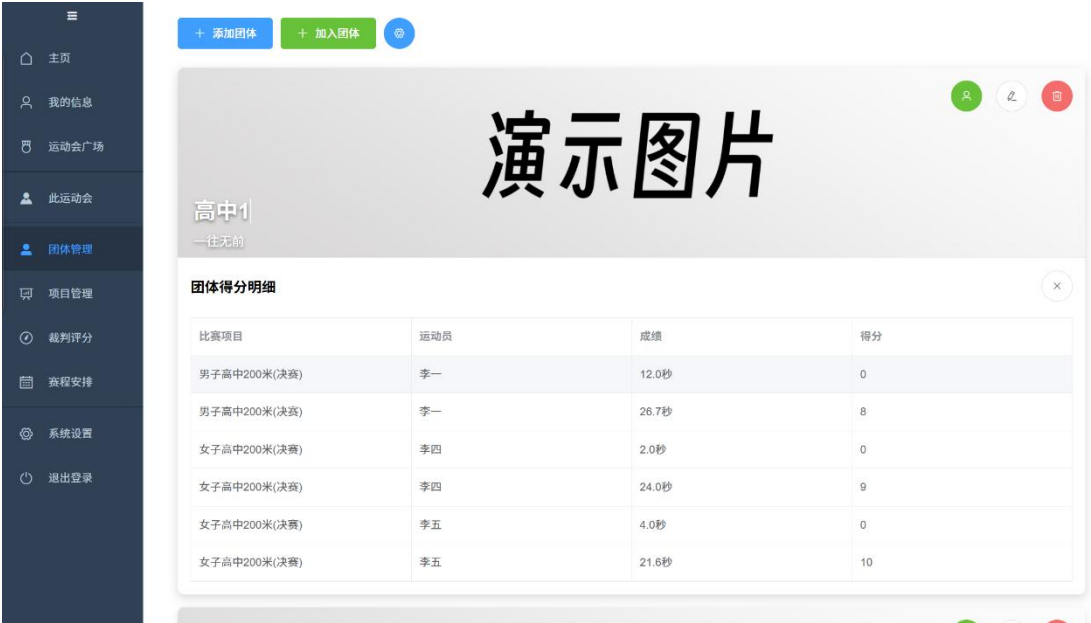 添加团体 加入团体
主页
我的信息
运动会广场
此运动会
团体管理
项目管理
裁判评分
赛程安排
系统设置
退出登录
演示图片
高中1
一往无前
团体得分明细
比赛项目 运动员 成绩 得分
男子高中200米(决赛) 李一 12.0秒 0
男子高中200米(决赛) 李一 26.7秒 8
女子高中200米(决赛) 李四 2.0秒 0
女子高中200米(决赛) 李四 24.0秒 9
女子高中200米(决赛) 李五 4.0秒 0
女子高中200米(决赛) 李五 21.6秒 10